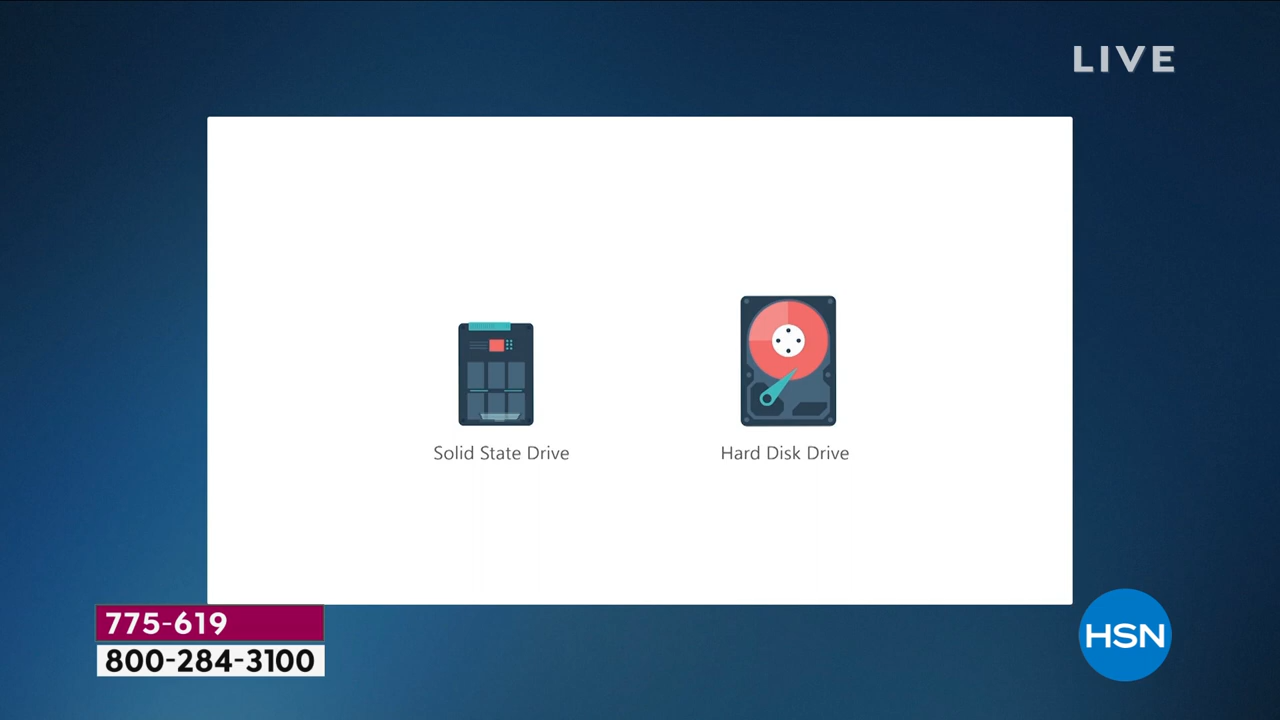 LIVE
Solid State Drive
Hard Disk Drive
775-619
800-284-3100
HSN